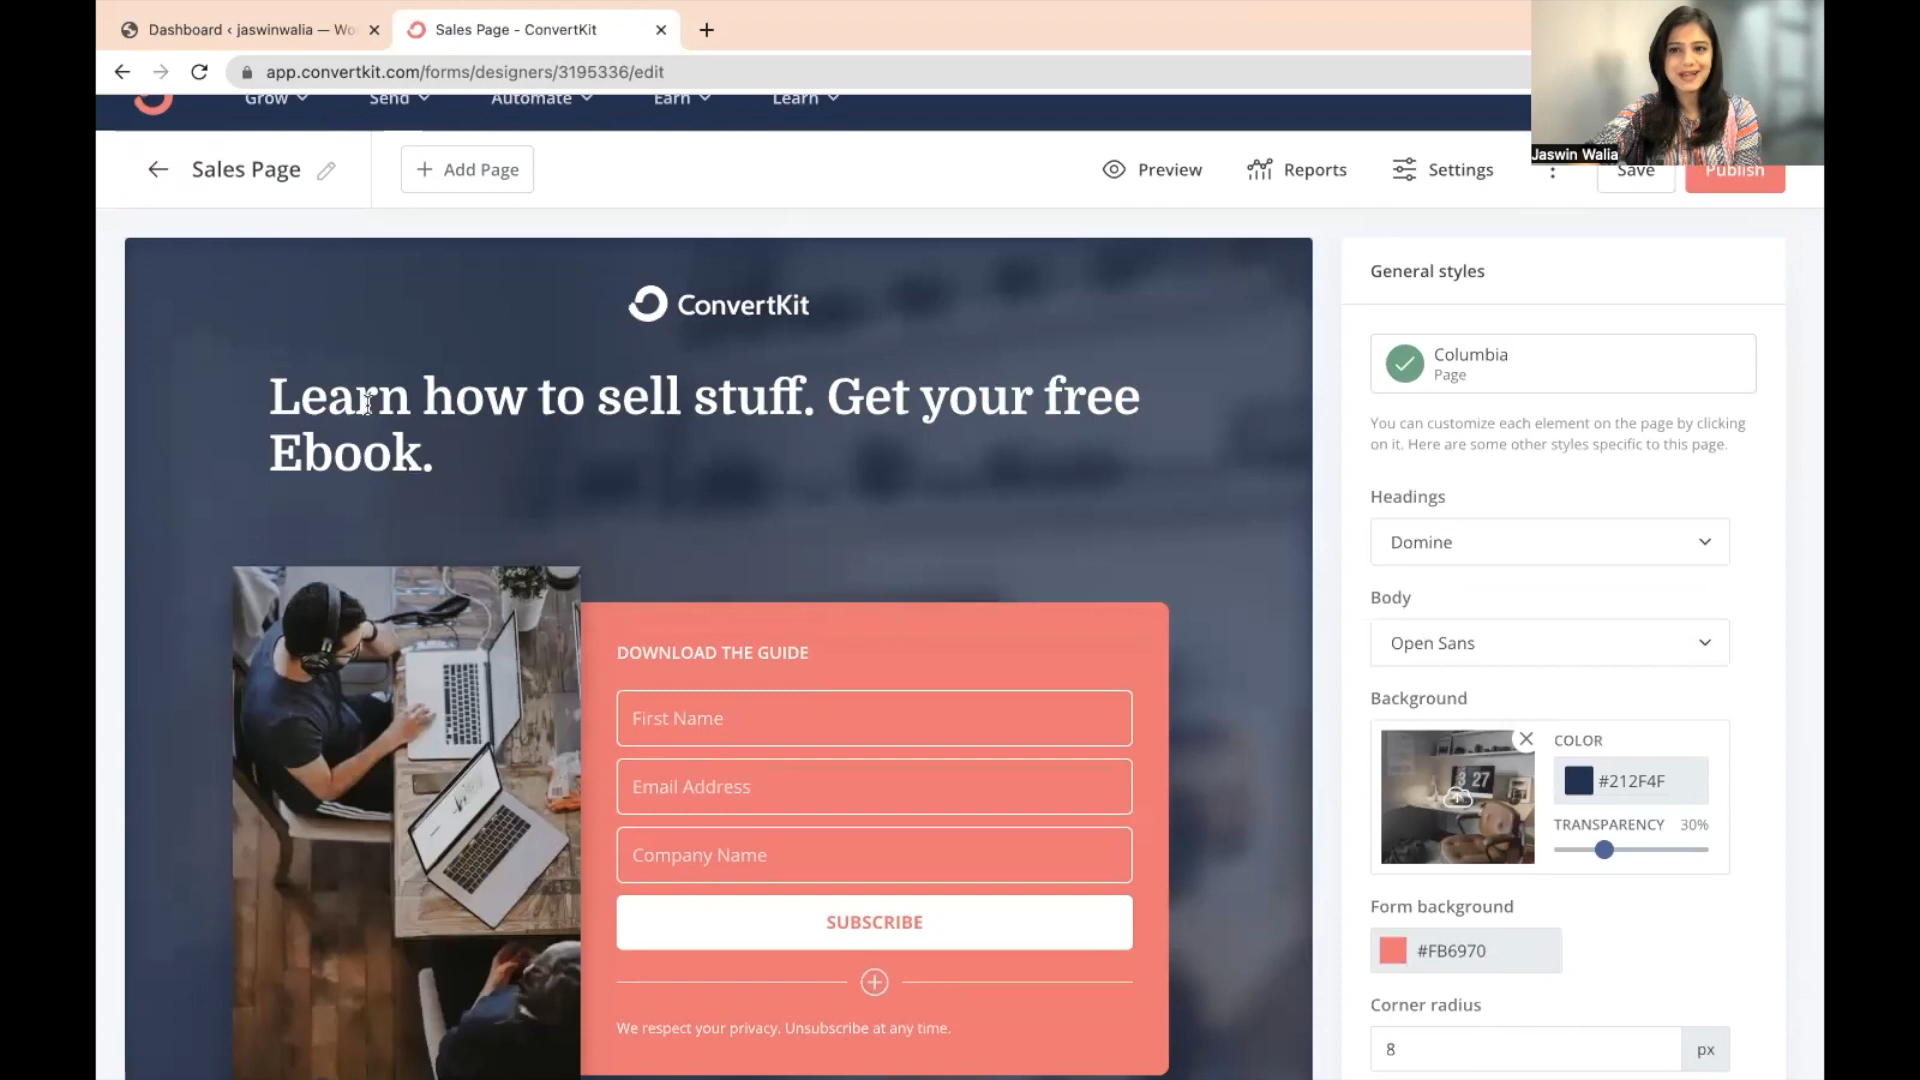 Dashboard ‹ jaswinwalia — Wo
Sales Page - ConvertKit
app.convertkit.com/forms/designers/3195336/edit
Grow
Send
Automate
Earn
Learn
Jaswin Walia
Sales Page
+ Add Page
Preview
Reports
Settings
Save
Publish
ConvertKit
Learn how to sell stuff. Get your free
Ebook.
DOWNLOAD THE GUIDE
First Name
Email Address
Company Name
SUBSCRIBE
We respect your privacy. Unsubscribe at any time.
General styles
Columbia
Page
You can customize each element on the page by clicking
on it. Here are some other styles specific to this page.
Headings
Domine
Body
Open Sans
Background
3 27
COLOR
#212F4F
TRANSPARENCY 30%
Form background
#FB6970
Corner radius
8 px